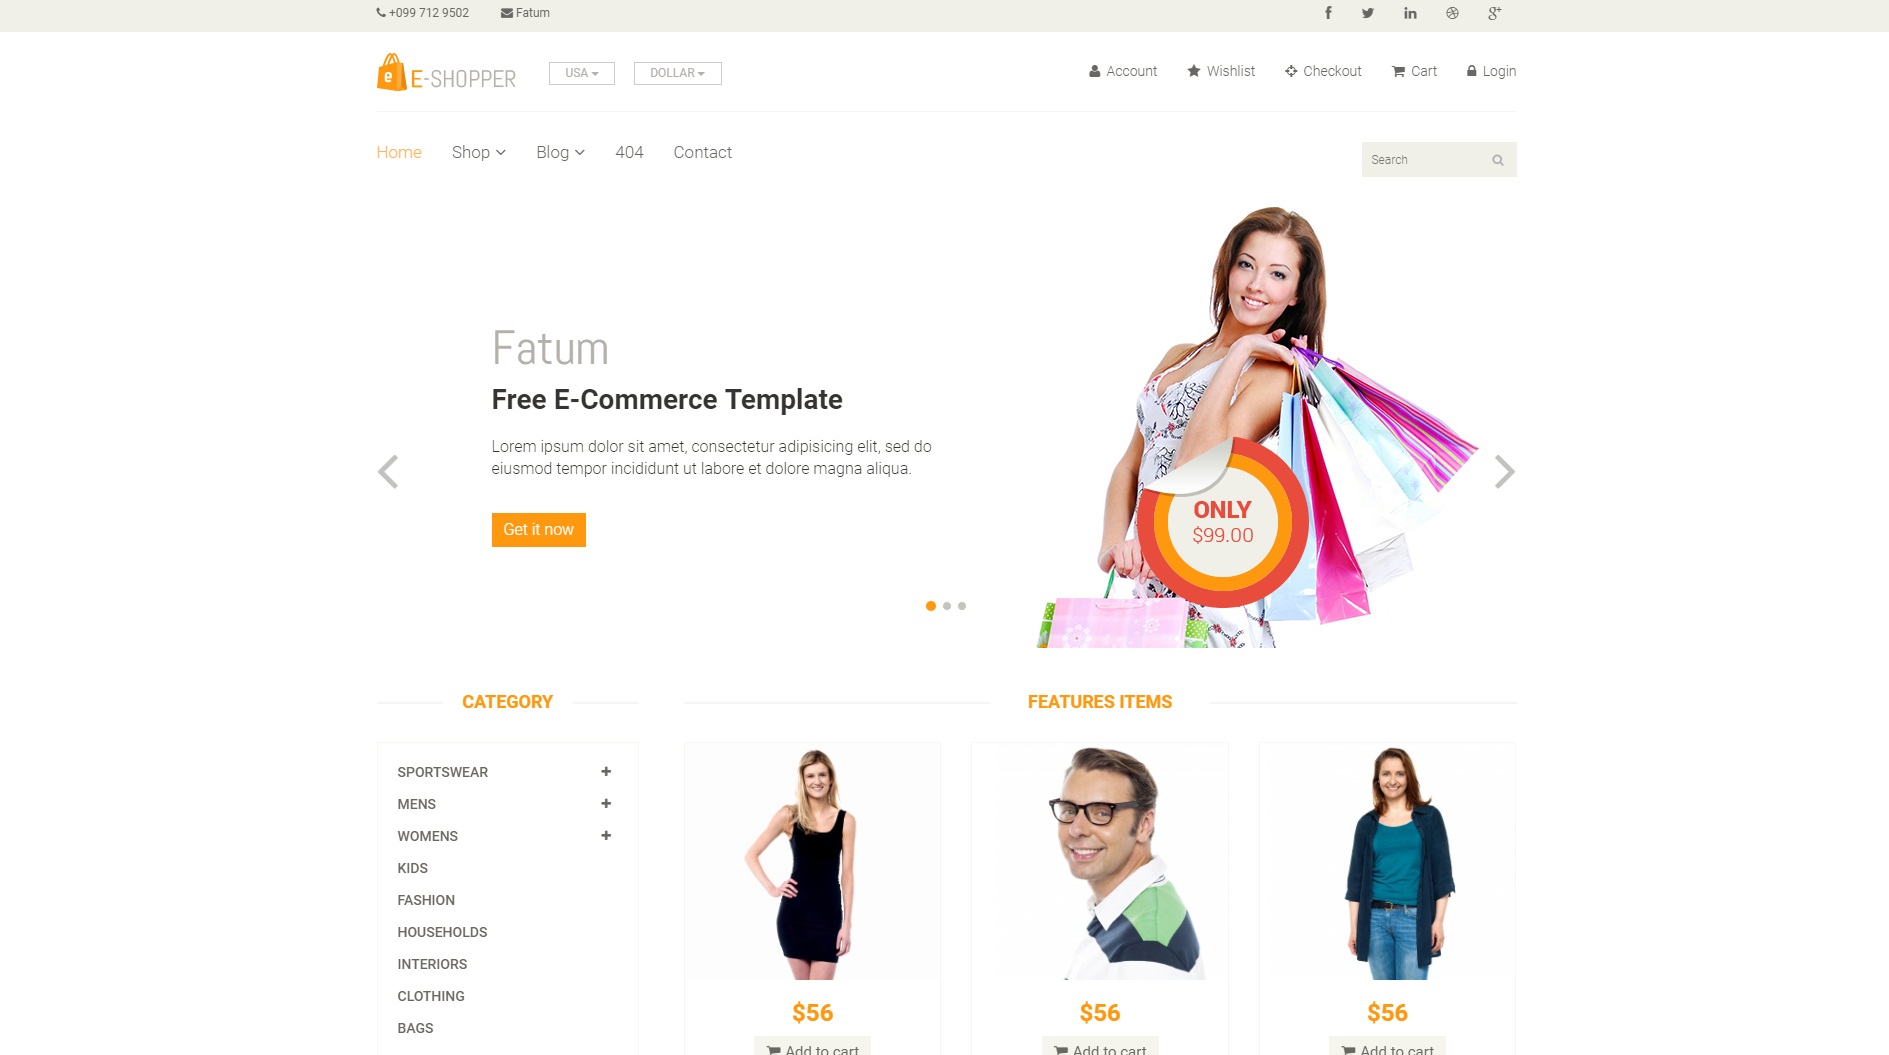 +099 712 9502 Fatum
E-SHOPPER USA DOLLAR Account Wishlist Checkout Cart Login
Home Shop Blog 404 Contact Search
Fatum
Free E-Commerce Template
Lorem ipsum dolor sit amet, consectetur adipisicing elit, sed do
eiusmod tempor incididunt ut labore et dolore magna aliqua.
Get it now
ONLY
$99.00
CATEGORY
SPORTSWEAR
MENS
WOMENS
KIDS
FASHION
HOUSEHOLDS
INTERIORS
CLOTHING
BAGS
FEATURES ITEMS
$56 $56 $56
Add to cart Add to cart Add to cart